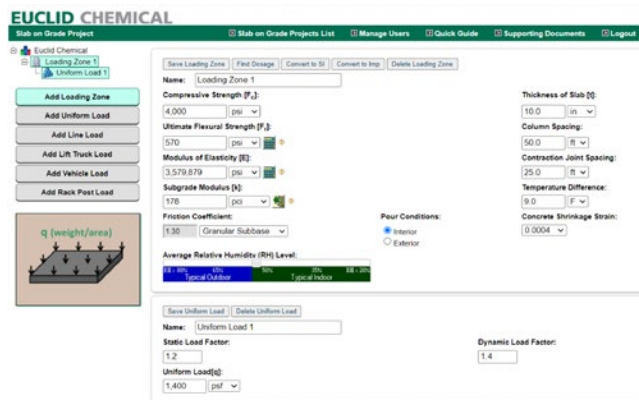 EUCLID CHEMICAL
Slab on Grade Project
Slab on Grade Projects List
Manage Users
Quick Guide
Supporting Documents
Logout
Euclid Chemical
Loading Zone 1
Uniform Load 1
Add Loading Zone
Add Uniform Load
Add Line Load
Add Lift Truck Load
Add Vehicle Load
Add Rack Post Load
q (weight/area)
Save Loading Zone
Find Dosage
Convert to SI
Convert to Imp
Delete Loading Zone
Name: Loading Zone 1
Compressive Strength [Fc]:
4,000 psi
Ultimate Flexural Strength [Fr]:
570 psi
Modulus of Elasticity [E]:
3,579,879 psi
Subgrade Modulus [k]:
178 pci
Friction Coefficient:
1.30 Granular Subbase
Pour Conditions:
Interior
Exterior
Thickness of Slab [t]:
10.0 in
Column Spacing:
50.0 ft
Contraction Joint Spacing:
25.0 ft
Temperature Difference:
9.0 F
Concrete Shrinkage Strain:
0.0004
Average Relative Humidity (RH) Level:
65% 50% 35%
Typical Outdoor Typical Indoor
Save Uniform Load
Delete Uniform Load
Name: Uniform Load 1
Static Load Factor:
1.2
Dynamic Load Factor:
1.4
Uniform Load[q]:
1,400 psf